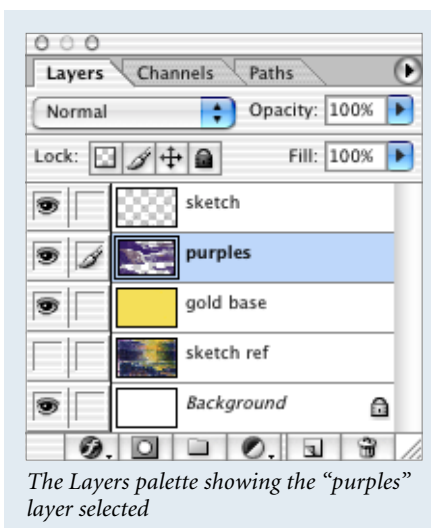 Layers Channels Paths
Normal Opacity: 100%
Lock: Fill: 100%
sketch
purples
gold base
sketch ref
Background
The Layers palette showing the “purples”
layer selected